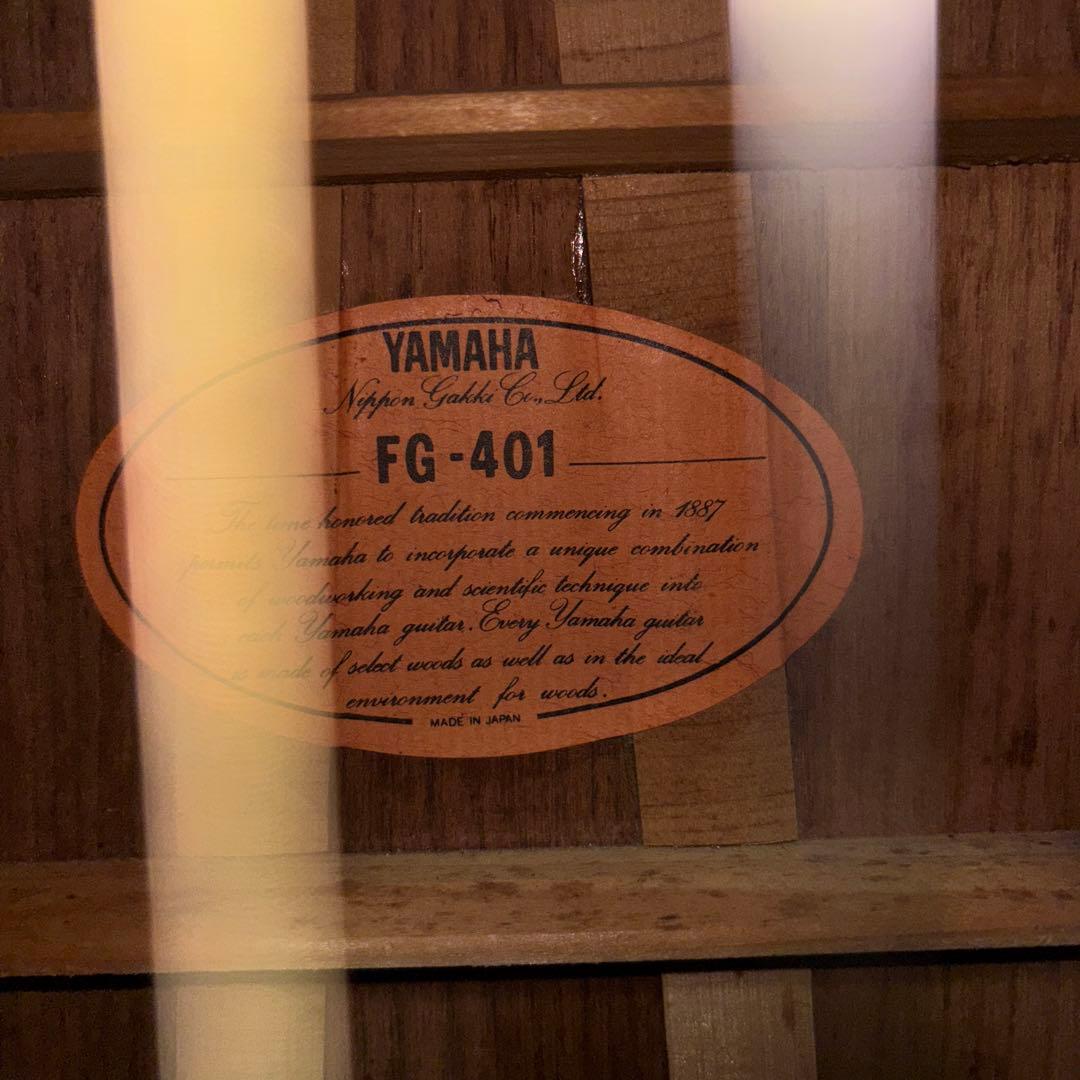 YAMAHA
Nippon Gakki Co., Ltd.
FG-401
The time honored tradition commencing in 1887
permits Yamaha to incorporate a unique combination
of woodworking and scientific technique into
each Yamaha guitar. Every Yamaha guitar
is made of select woods as well as in the ideal
environment for woods.
MADE IN JAPAN